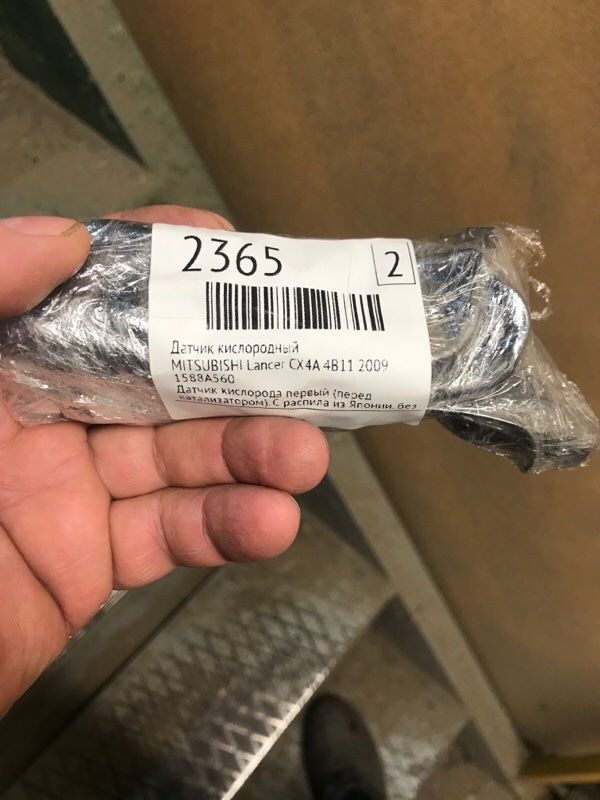 2365
2
Датчик кислородный
MITSUBISHI Lancer CX4A 4B11 2009
1588A560
Датчик кислорода первый (перед
катализатором). С распила из Японии, без